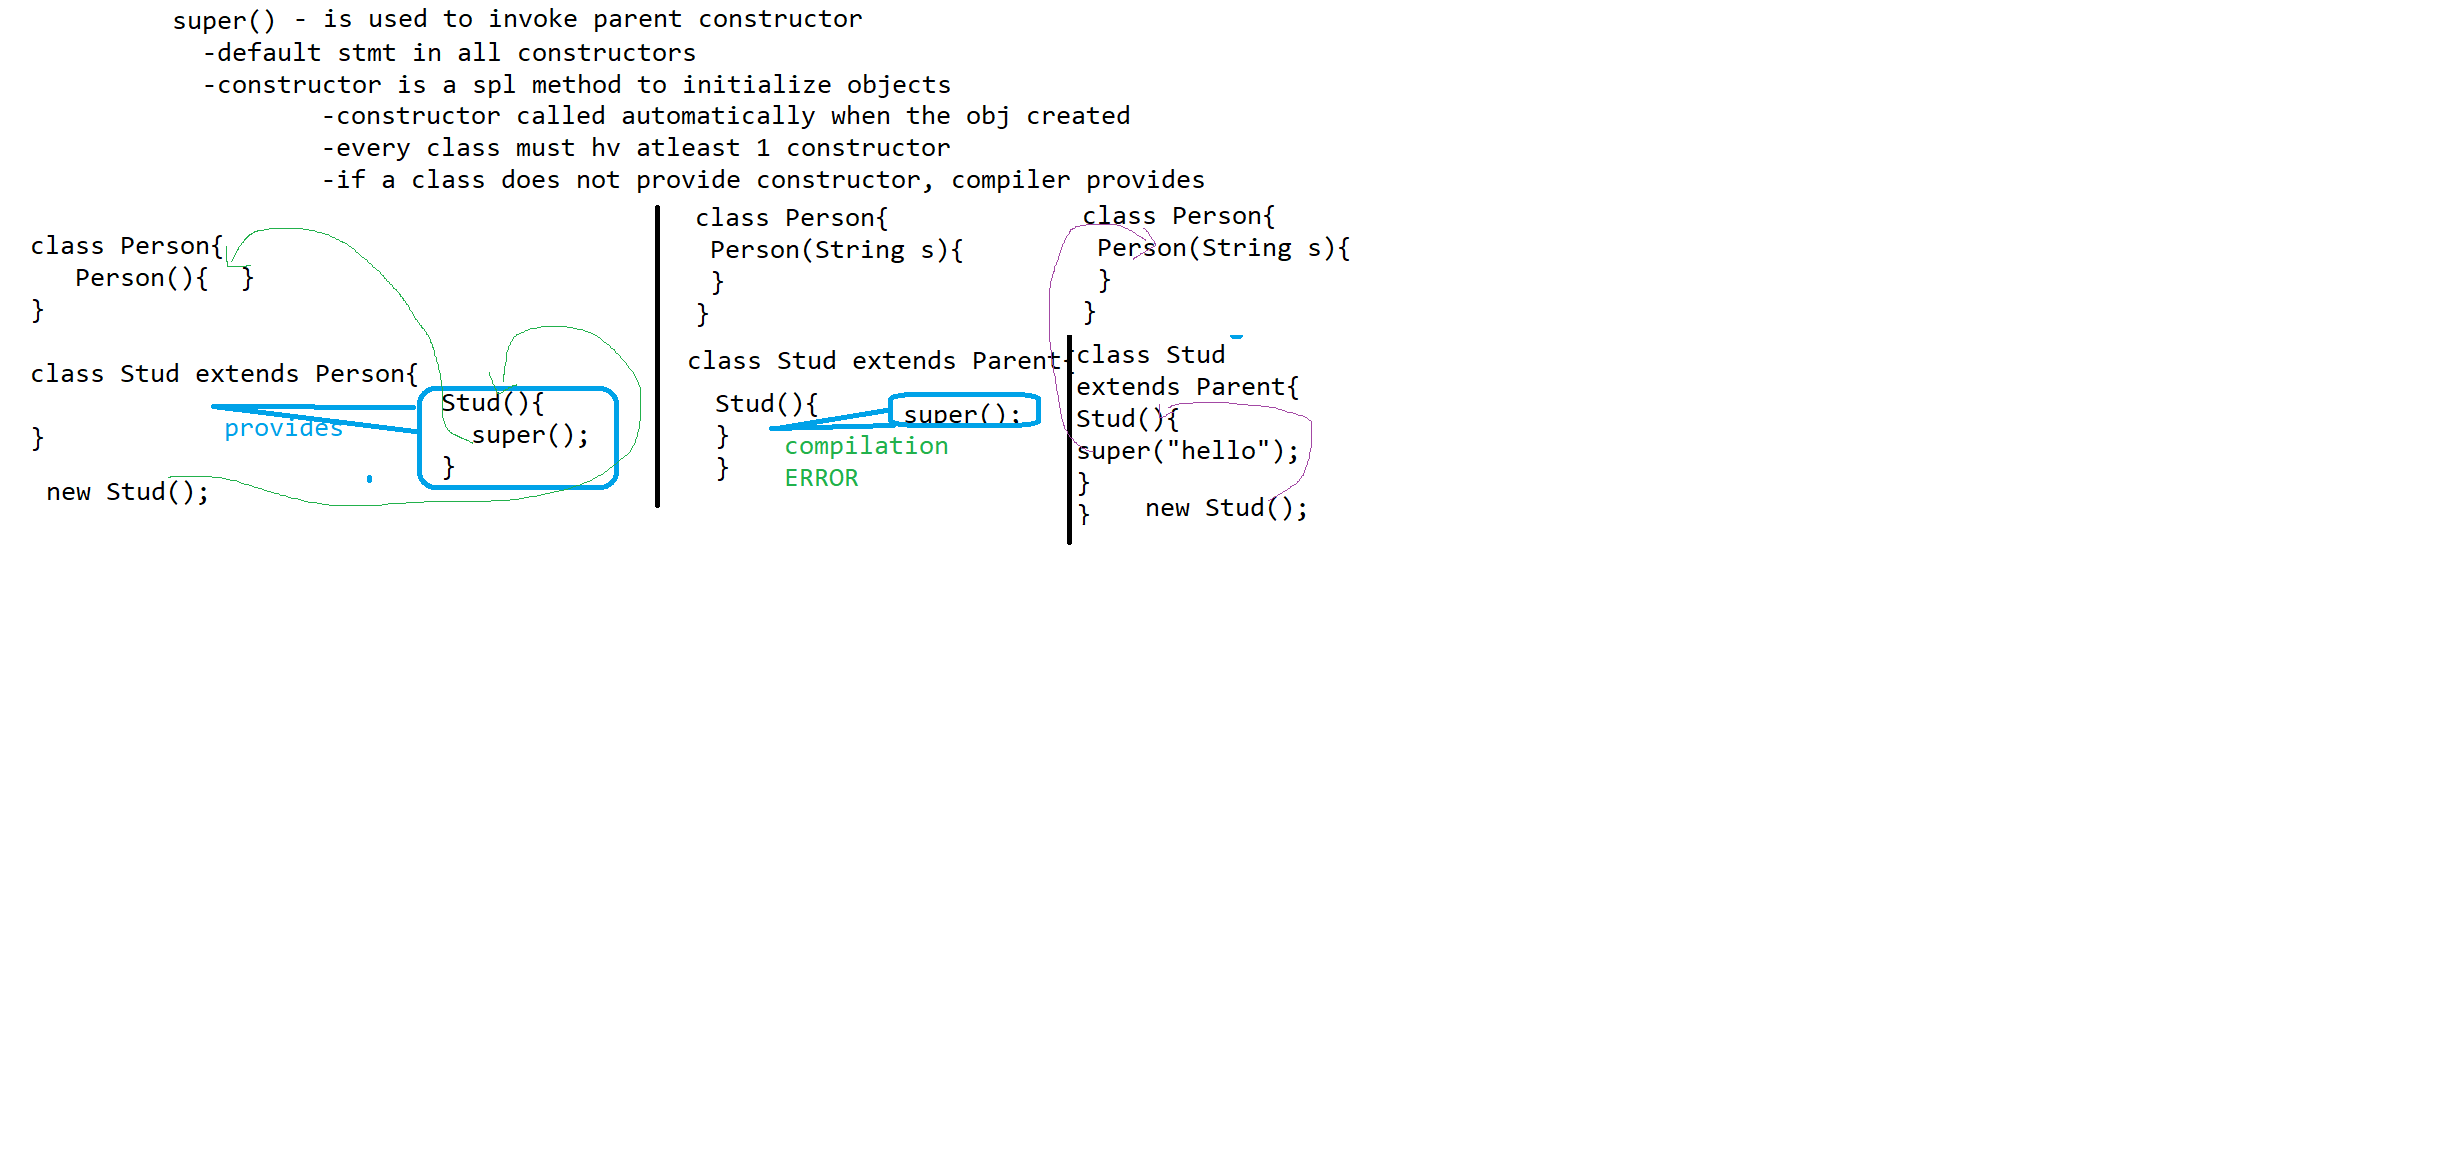 super() - is used to invoke parent constructor
-default stmt in all constructors
-constructor is a spl method to initialize objects
-constructor called automatically when the obj created
-every class must hv atleast 1 constructor
-if a class does not provide constructor, compiler provides
class Person{
Person(){ }
}
class Stud extends Person{
provides
}
Stud(){
super();
}
new Stud();
class Person{
Person(String s){
}
}
class Stud extends Parent{
Stud(){
super();
}
}
compilation
ERROR
class Person{
Person(String s){
}
}
class Stud
extends Parent{
Stud(){
super("hello");
}
}
new Stud();